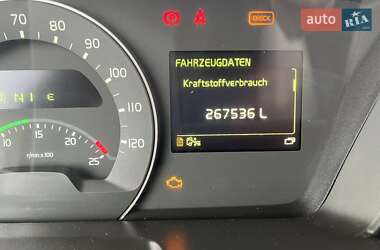 70
80
90
100
110
120
CHECK
auto RIA
FAHRZEUGDATEN
Kraftstoffverbrauch
267536 L
10
15
20
25
r/min x 100